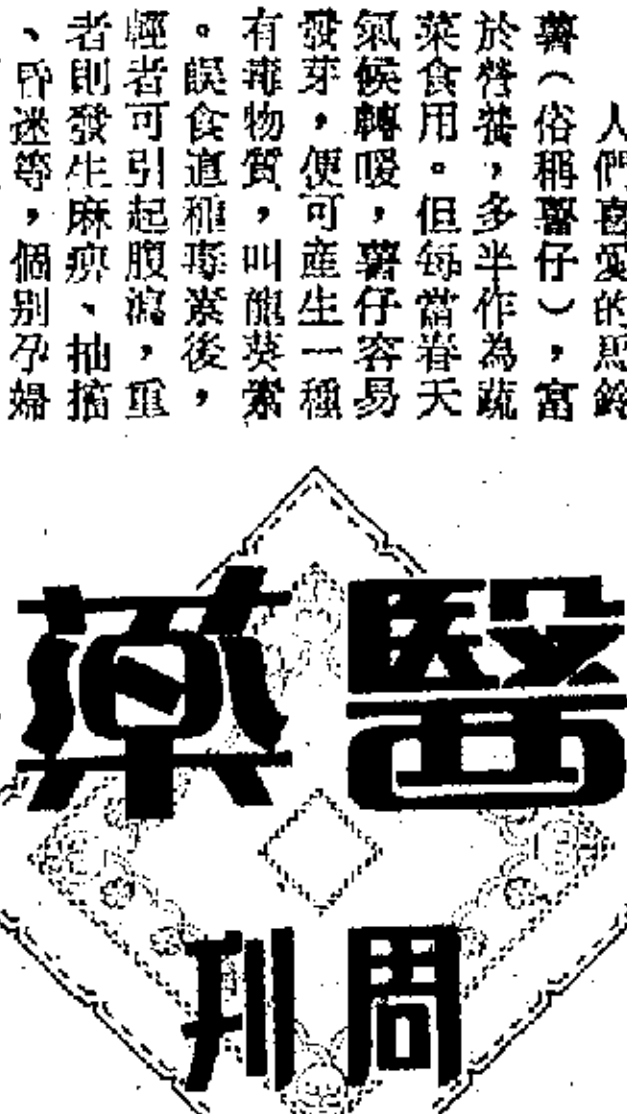 人們喜愛的馬鈴
薯(俗稱薯仔),富
於營養,多半作為蔬
菜食用。但每當春天
氣候轉暖,薯仔容易
發芽,便可產生一種
有毒物質,叫龍葵素
。誤食這種毒素後,
輕者可引起腹瀉,重
者則發生麻痹、抽搐
、昏迷等,個別孕婦
醫藥
周刊